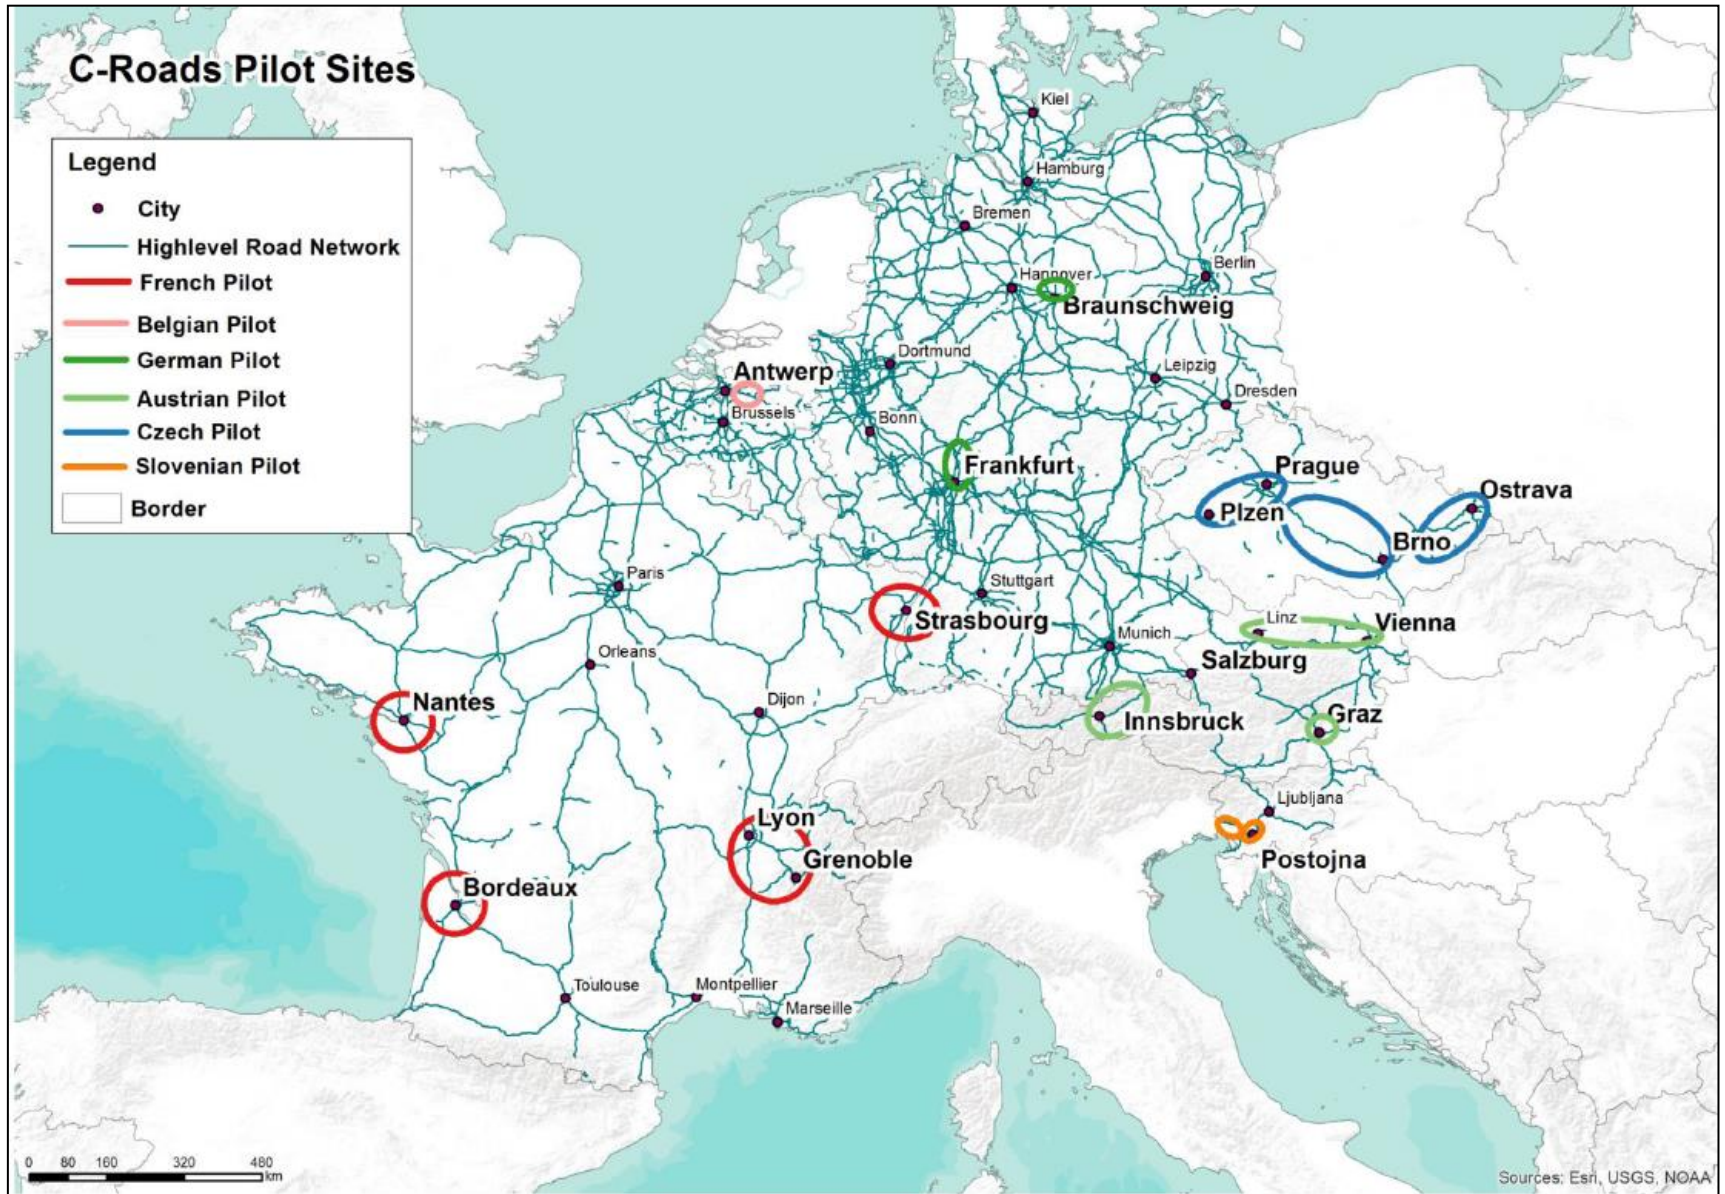 C-Roads Pilot Sites
Legend
City
Highlevel Road Network
French Pilot
Belgian Pilot
German Pilot
Austrian Pilot
Czech Pilot
Slovenian Pilot
Border
Kiel
Hamburg
Bremen
Berlin
Hannover
Braunschweig
Dortmund
Leipzig
Antwerp
Dresden
Brussels
Bonn
Frankfurt
Prague
Ostrava
Plzen
Brno
Paris
Stuttgart
Strasbourg
Linz
Vienna
Munich
Orleans
Salzburg
Nantes
Dijon
Innsbruck
Graz
Ljubljana
Lyon
Grenoble
Postojna
Bordeaux
Toulouse
Montpellier
Marseille
0 80 160 320 480
km
Sources: Esri, USGS, NOAA